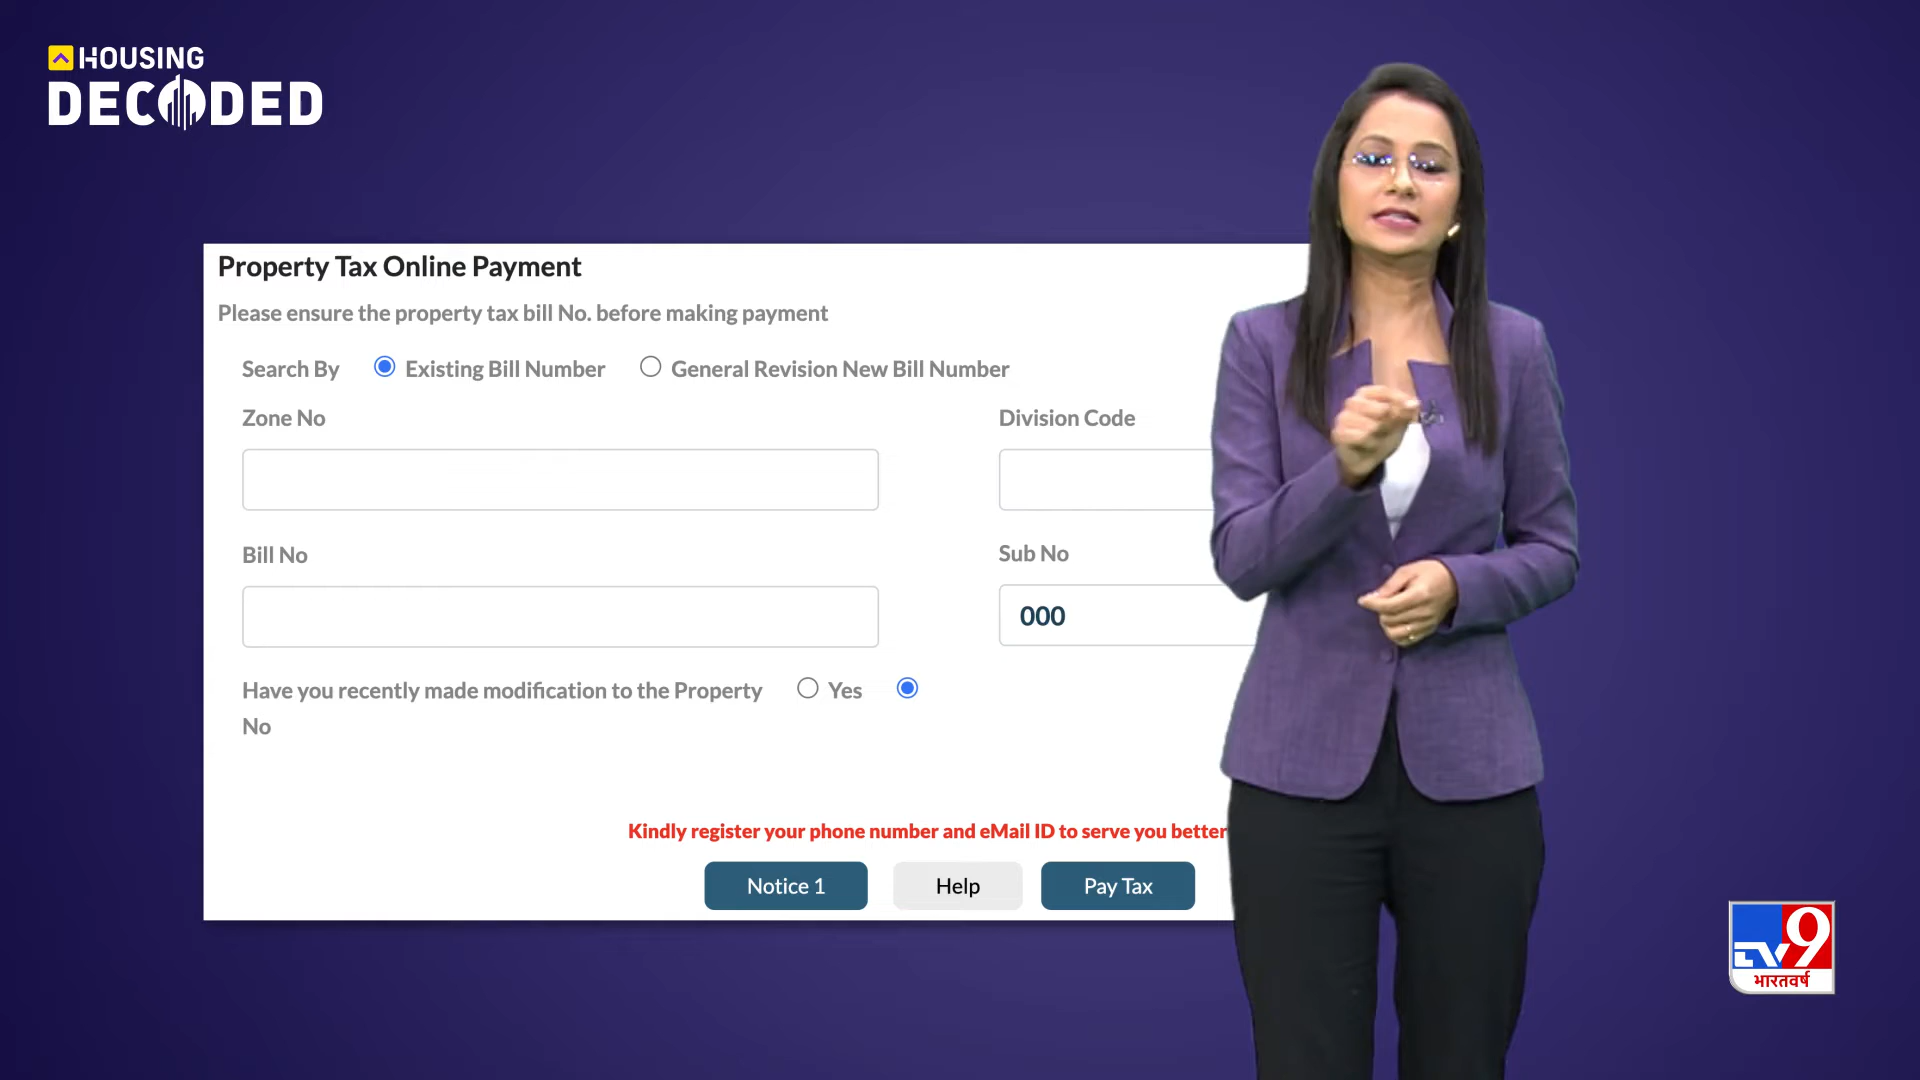 HOUSING
DECODED
Property Tax Online Payment
Please ensure the property tax bill No. before making payment
Search By Existing Bill Number General Revision New Bill Number
Zone No Division Code
Bill No Sub No
000
Have you recently made modification to the Property Yes
No
Kindly register your phone number and eMail ID to serve you better
Notice 1 Help Pay Tax
TV9
भारतवर्ष